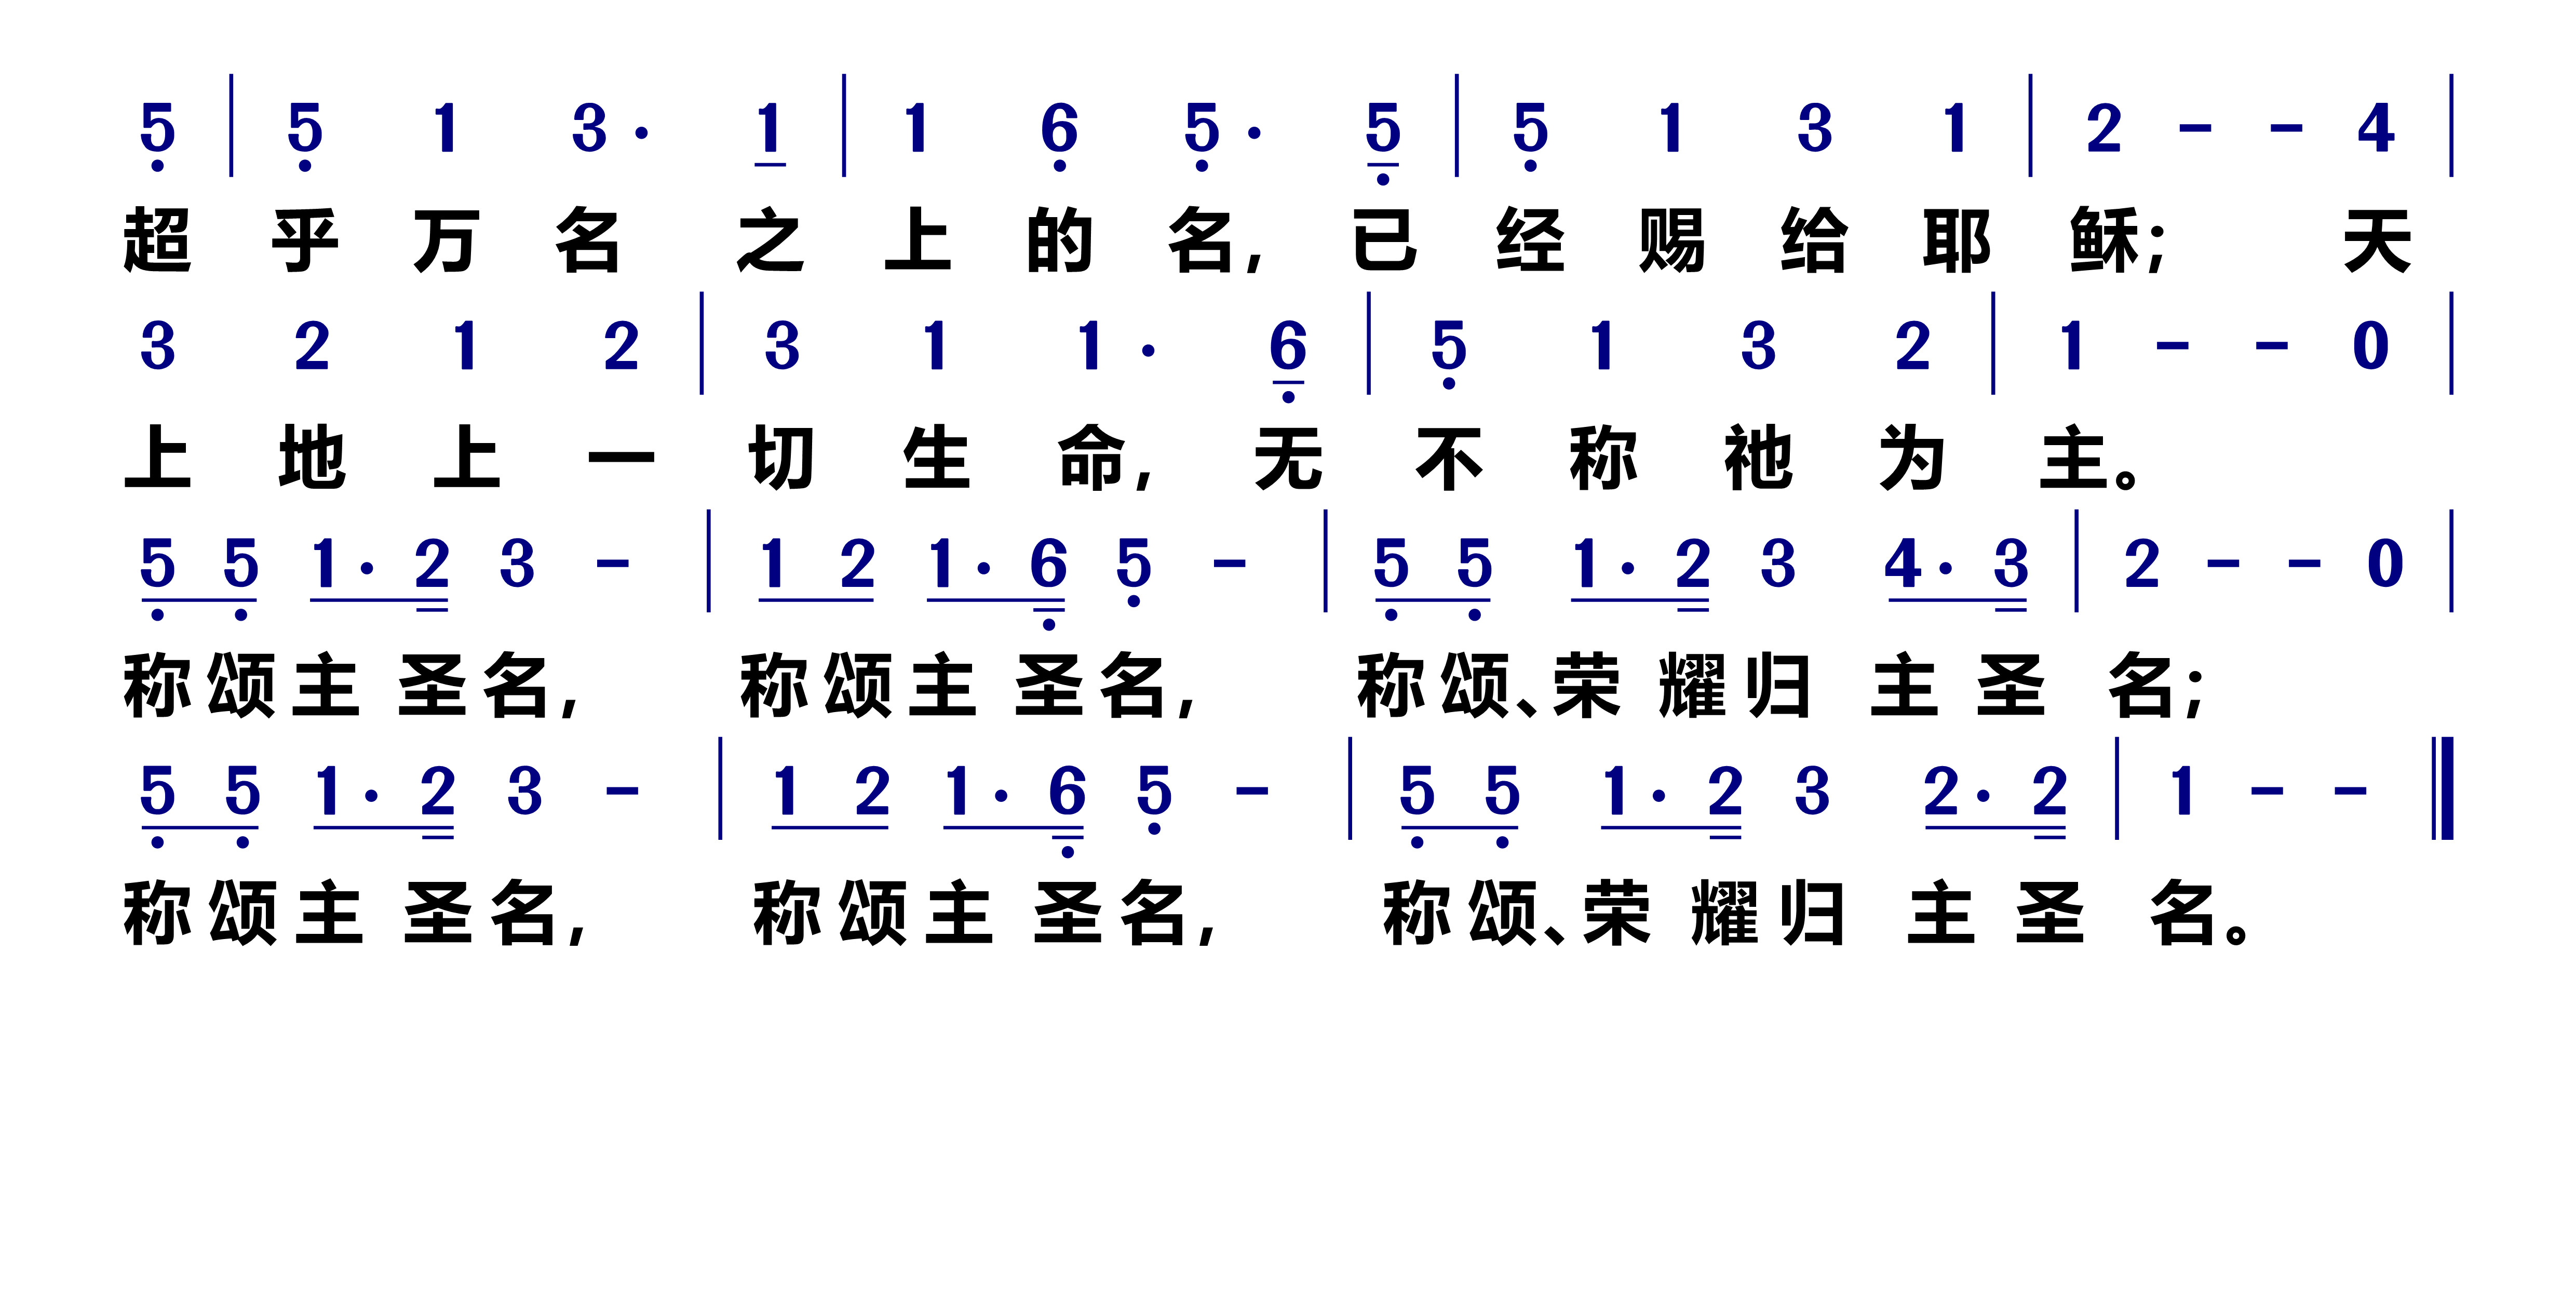 5 | 5 1 3 · 1 | 1 6 5 · 5 | 5 1 3 1 | 2 - - 4 |
超乎万名之上的名，已经赐给耶稣；天
3 2 1 2 | 3 1 1 · 6 | 5 1 3 2 | 1 - - 0 |
上地上一切生命，无不称祂为主。
5 5 1 · 2 3 - | 1 2 1 · 6 5 - | 5 5 1 · 2 3 4 · 3 | 2 - - 0 |
称颂主圣名，称颂主圣名，称颂、荣耀归主圣名；
5 5 1 · 2 3 - | 1 2 1 · 6 5 - | 5 5 1 · 2 3 2 · 2 | 1 - - ‖
称颂主圣名，称颂主圣名，称颂、荣耀归主圣名。